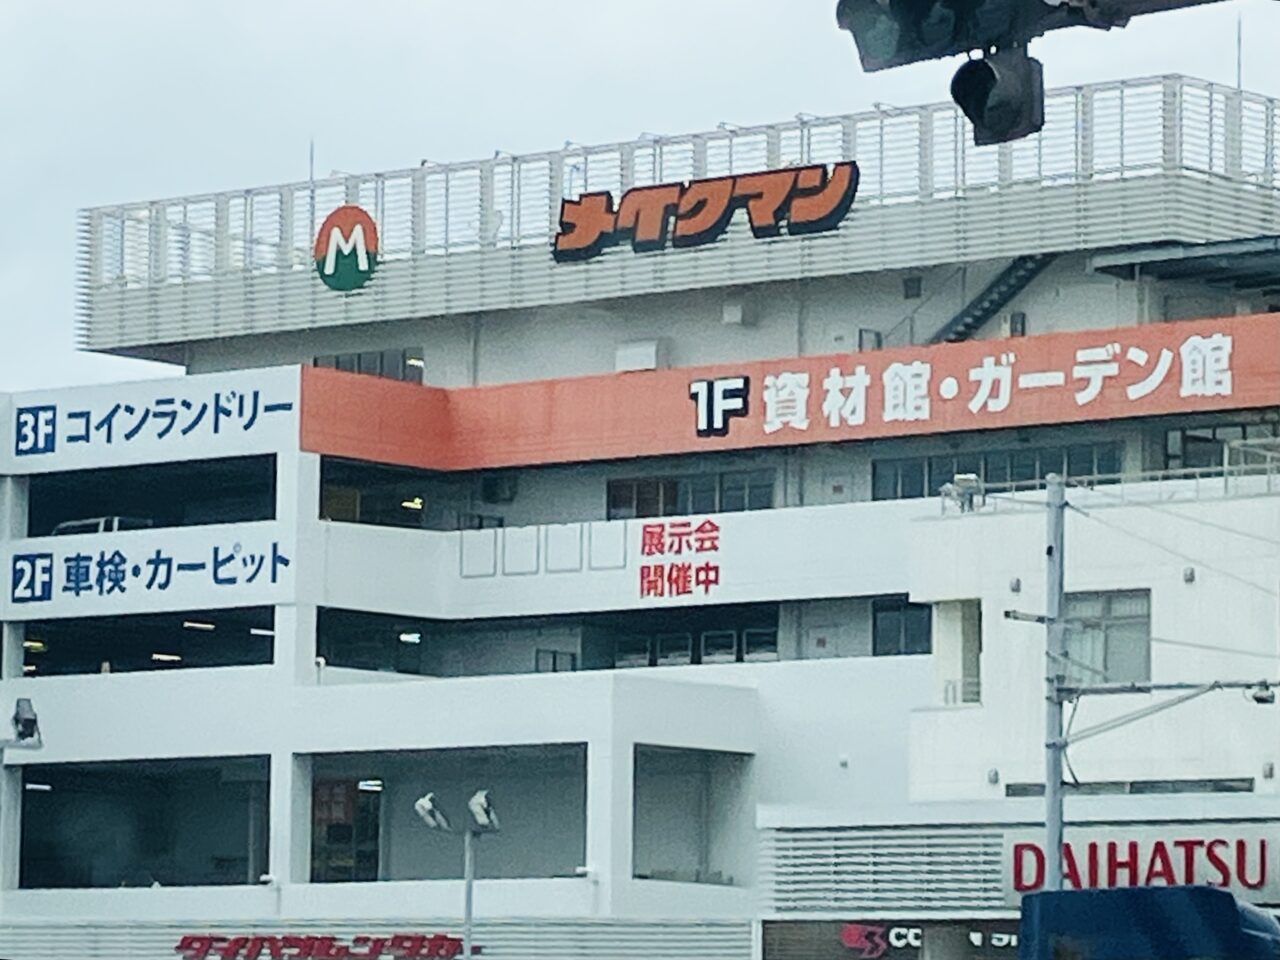 M
メイクマン
1F 資材館・ガーデン館
3F コインランドリー
2F 車検・カーピット
展示会
開催中
DAIHATSU